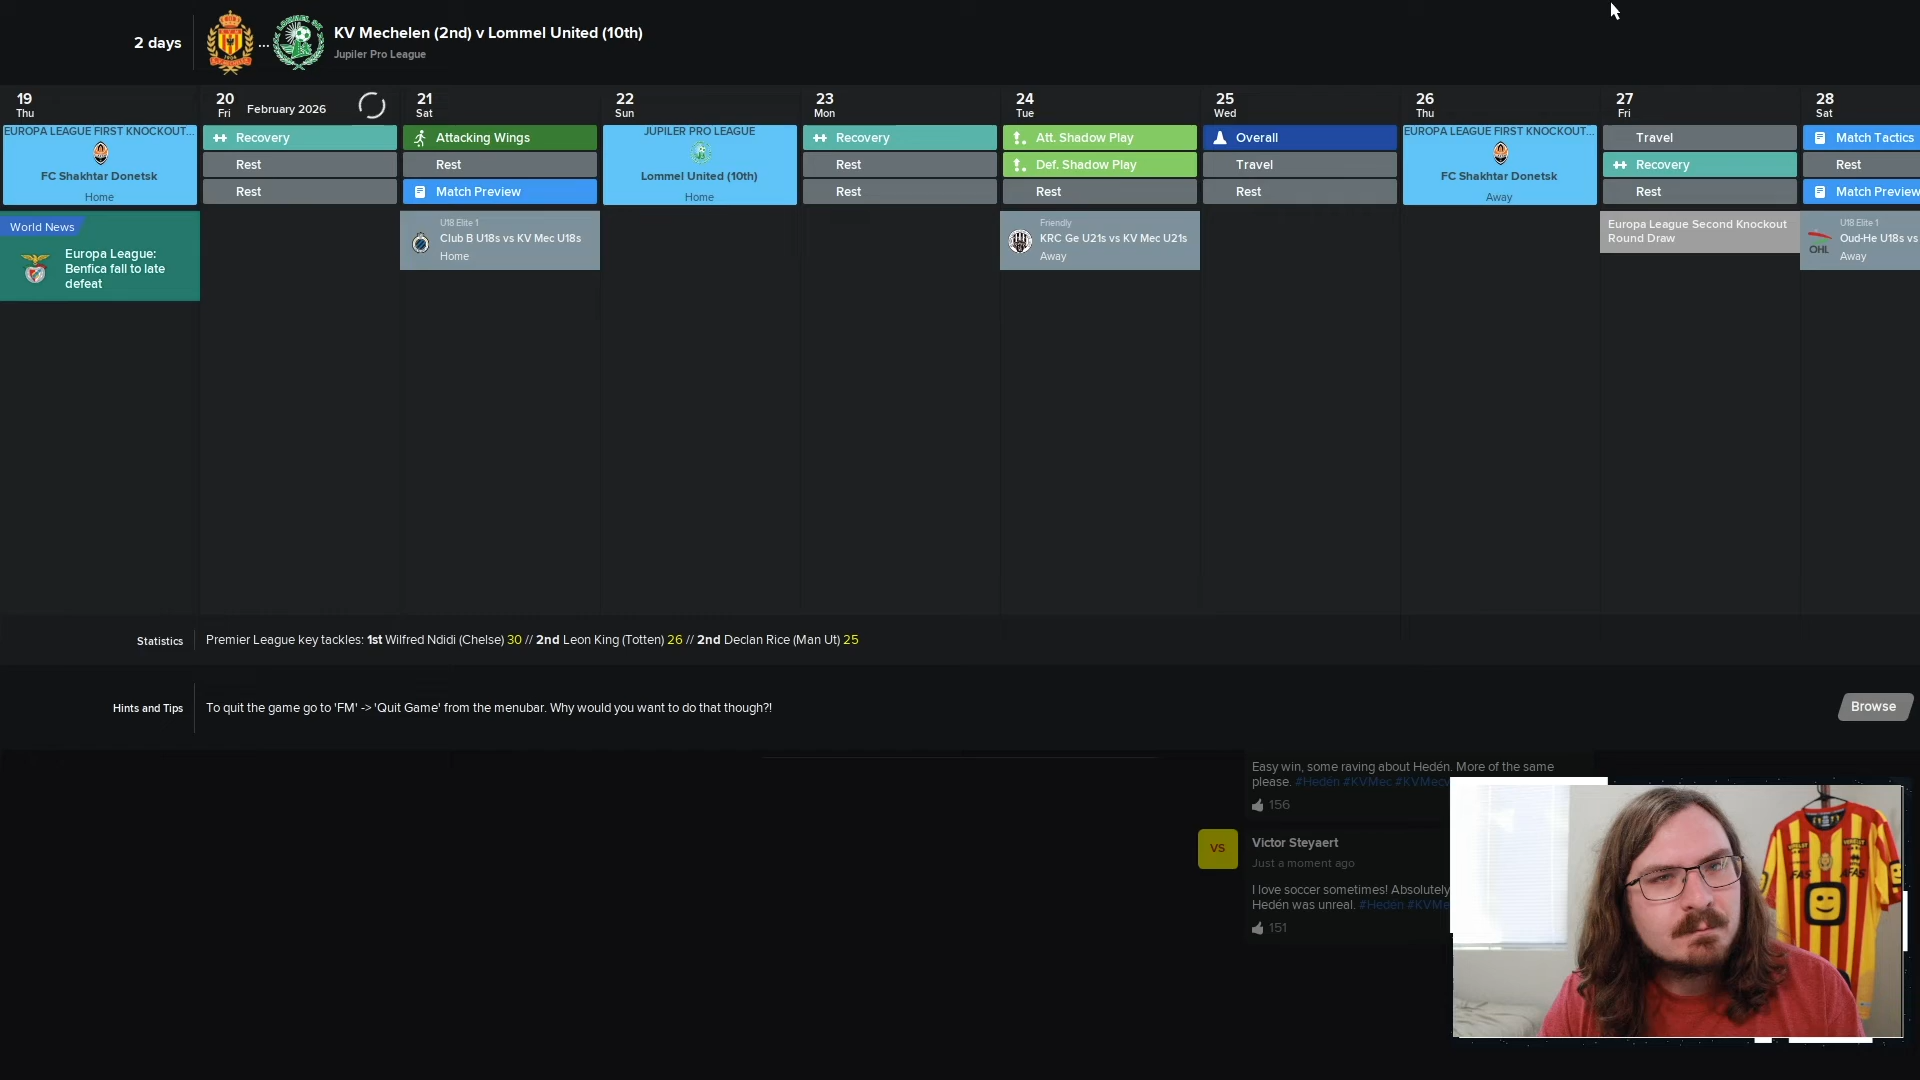 2 days
...
KV Mechelen (2nd) v Lommel United (10th)
Jupiler Pro League
19
Thu
20
Fri
February 2026
21
Sat
22
Sun
23
Mon
24
Tue
25
Wed
26
Thu
27
Fri
28
Sat
EUROPA LEAGUE FIRST KNOCKOUT...
FC Shakhtar Donetsk
Home
Recovery
Rest
Rest
Attacking Wings
Rest
Match Preview
JUPILER PRO LEAGUE
Lommel United (10th)
Home
Recovery
Rest
Rest
Att. Shadow Play
Def. Shadow Play
Rest
Overall
Travel
Rest
EUROPA LEAGUE FIRST KNOCKOUT...
FC Shakhtar Donetsk
Away
Travel
Recovery
Rest
Match Tactics
Rest
Match Preview
World News
Europa League:
Benfica fall to late
defeat
U18 Elite 1
Club B U18s vs KV Mec U18s
Home
Friendly
KRC Ge U21s vs KV Mec U21s
Away
Europa League Second Knockout
Round Draw
OHL
U18 Elite 1
Oud-He U18s vs
Away
Statistics
Premier League key tackles: 1st Wilfred Ndidi (Chelse) 30 // 2nd Leon King (Totten) 26 // 2nd Declan Rice (Man Ut) 25
Hints and Tips
To quit the game go to 'FM' -> 'Quit Game' from the menubar. Why would you want to do that though?!
Browse
Easy win, some raving about Hedén. More of the same
please. #Hedén #KVMec #KVMecv
156
VS
Victor Steyaert
Just a moment ago
I love soccer sometimes! Absolutely
Hedén was unreal. #Hedén #KVMe
151
AFAS